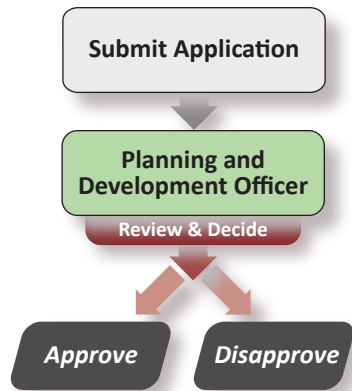 Submit Application
Planning and
Development Officer
Review & Decide
Approve
Disapprove